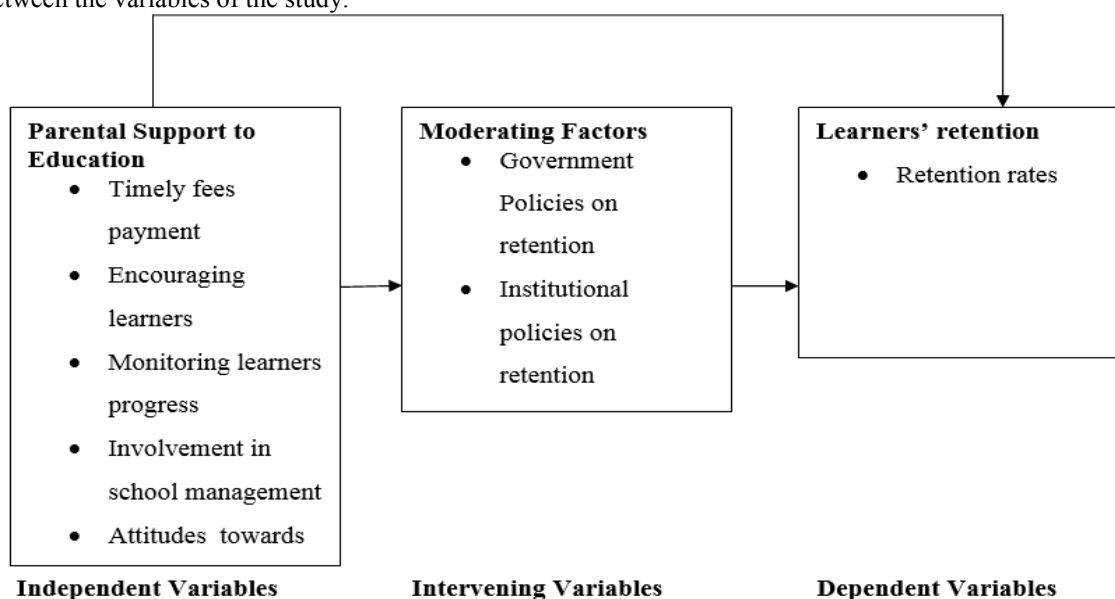 between the variables of the study.
Parental Support to
Education
• Timely fees
payment
• Encouraging
learners
• Monitoring learners
progress
• Involvement in
school management
• Attitudes towards
Independent Variables
Moderating Factors
• Government
Policies on
retention
• Institutional
policies on
retention
Intervening Variables
Learners’ retention
• Retention rates
Dependent Variables